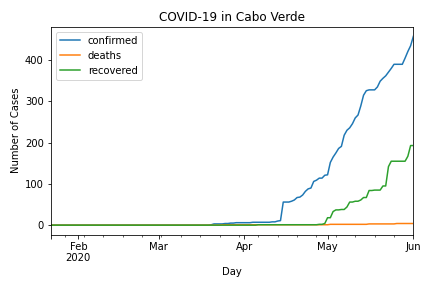 COVID-19 in Cabo Verde
confirmed
deaths
recovered
Number of Cases
400
300
200
100
0
Feb
2020
Mar
Apr
May
Jun
Day